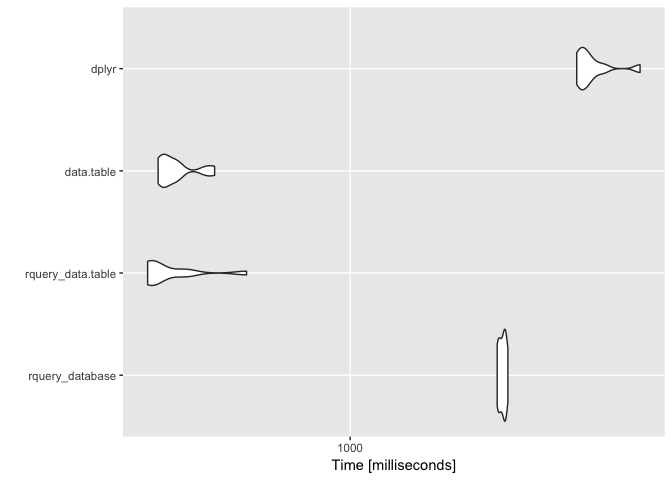 dplyr
data.table
rquery_data.table
rquery_database
1000
Time [milliseconds]